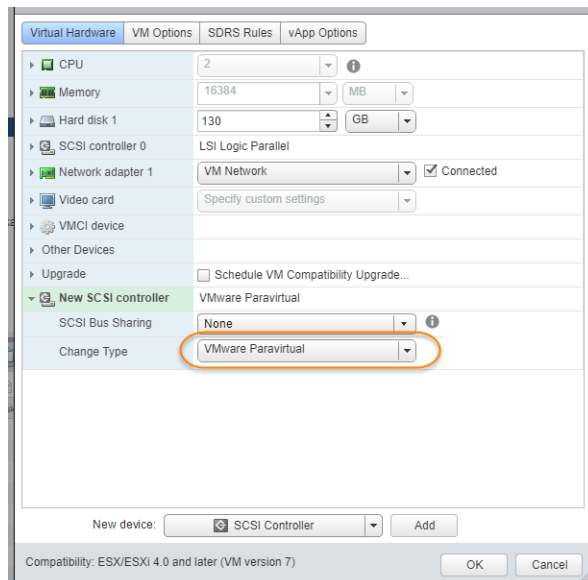 Virtual Hardware VM Options SDRS Rules vApp Options
CPU 2
Memory 16384 MB
Hard disk 1 130 GB
SCSI controller 0 LSI Logic Parallel
Network adapter 1 VM Network Connected
Video card Specify custom settings
VMCI device
Other Devices
Upgrade Schedule VM Compatibility Upgrade...
New SCSI controller VMware Paravirtual
SCSI Bus Sharing None
Change Type VMware Paravirtual
New device: SCSI Controller Add
Compatibility: ESX/ESXi 4.0 and later (VM version 7) OK Cancel